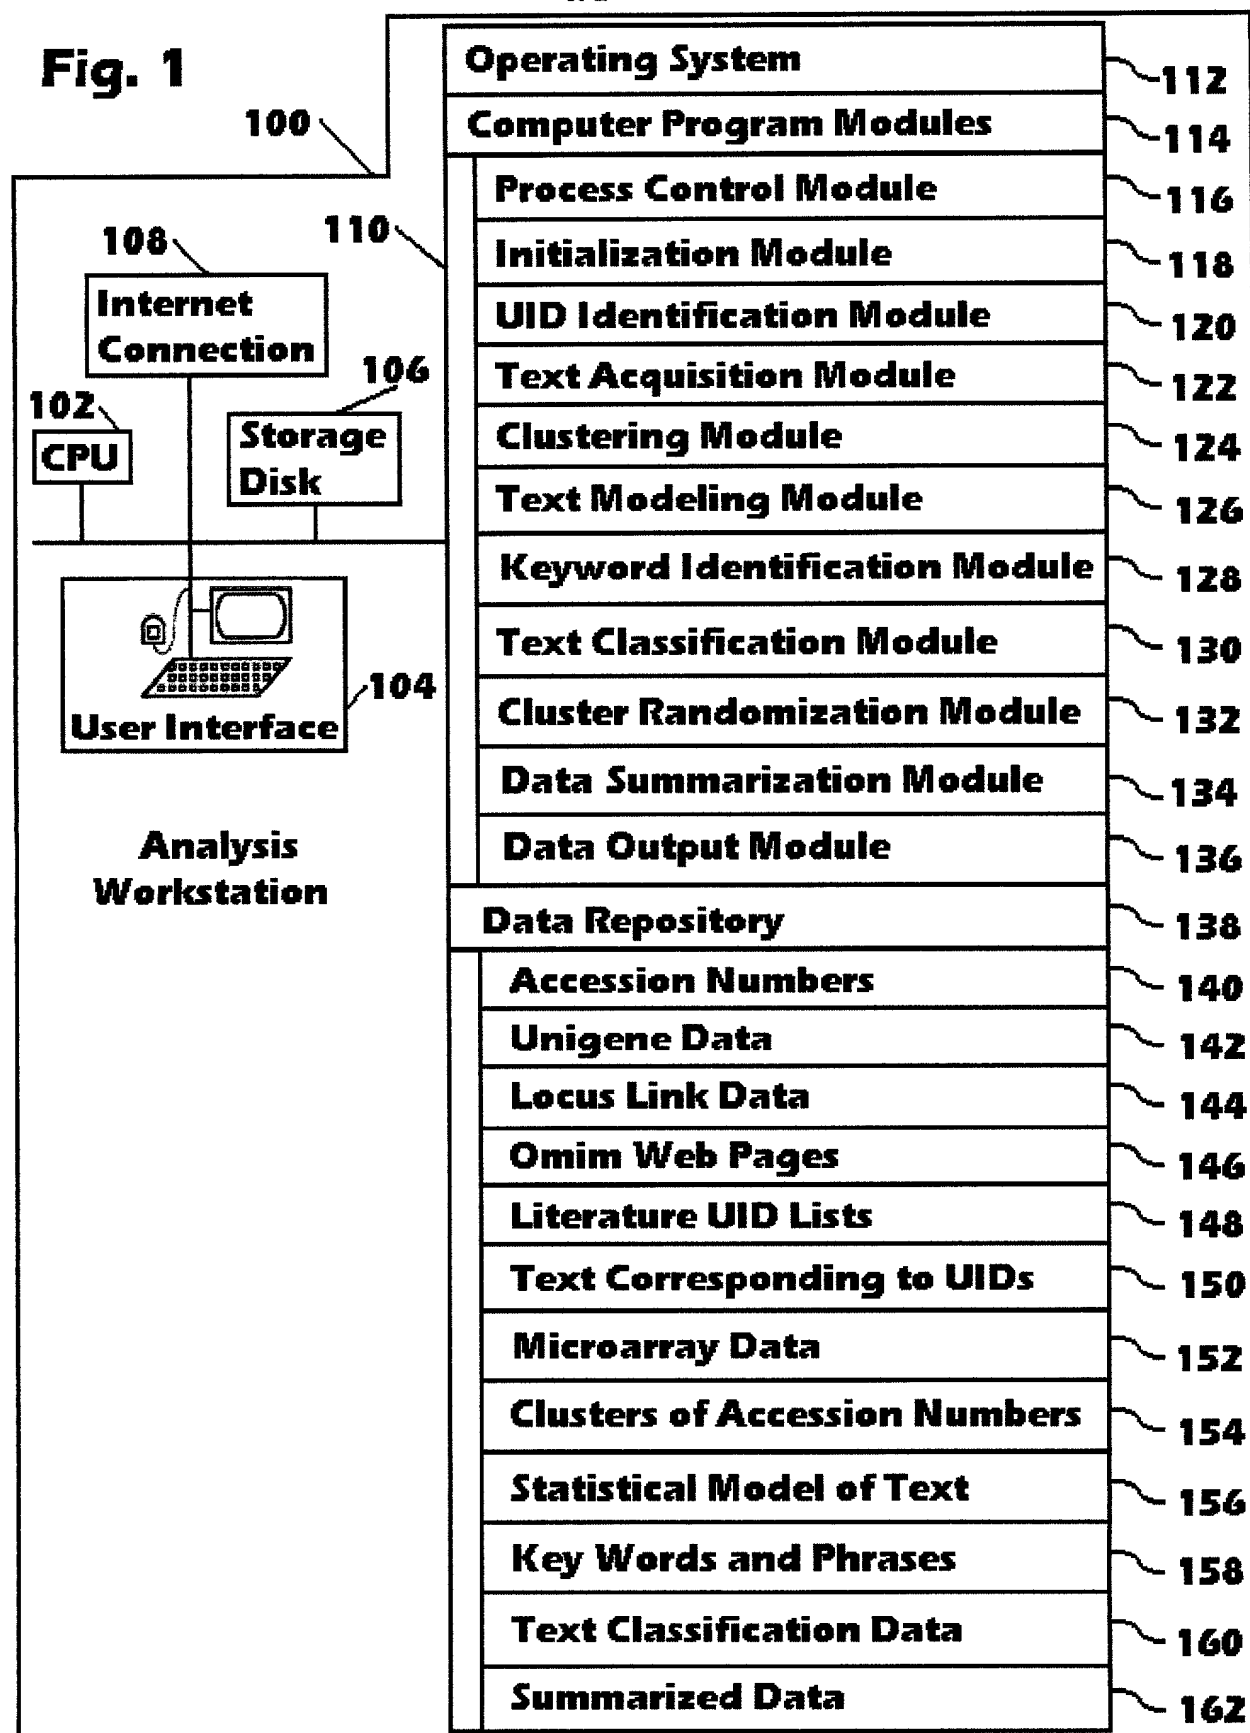 Fig. 1
100
108
Internet
Connection
102
CPU
106
Storage
Disk
104
User Interface
Analysis
Workstation
110
Operating System 112
Computer Program Modules 114
Process Control Module 116
Initialization Module 118
UID Identification Module 120
Text Acquisition Module 122
Clustering Module 124
Text Modeling Module 126
Keyword Identification Module 128
Text Classification Module 130
Cluster Randomization Module 132
Data Summarization Module 134
Data Output Module 136
Data Repository 138
Accession Numbers 140
Unigene Data 142
Locus Link Data 144
Omim Web Pages 146
Literature UID Lists 148
Text Corresponding to UIDs 150
Microarray Data 152
Clusters of Accession Numbers 154
Statistical Model of Text 156
Key Words and Phrases 158
Text Classification Data 160
Summarized Data 162